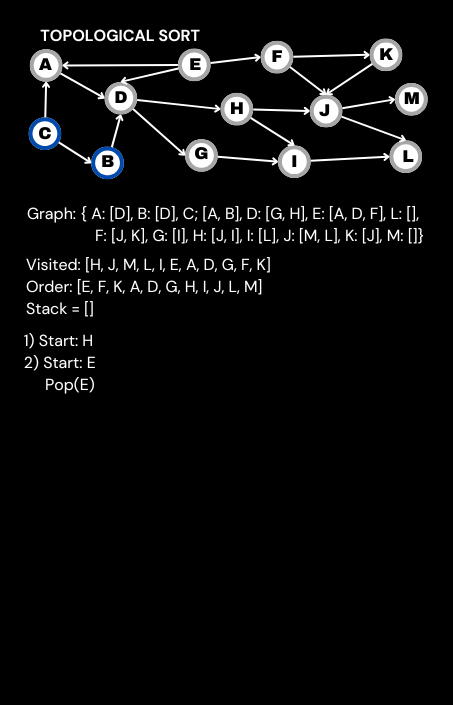 TOPOLOGICAL SORT
A
E
F
K
D
H
J
M
C
B
G
I
L
Graph: { A: [D], B: [D], C; [A, B], D: [G, H], E: [A, D, F], L: [],
F: [J, K], G: [I], H: [J, I], I: [L], J: [M, L], K: [J], M: []}
Visited: [H, J, M, L, I, E, A, D, G, F, K]
Order: [E, F, K, A, D, G, H, I, J, L, M]
Stack = []
1) Start: H
2) Start: E
Pop(E)